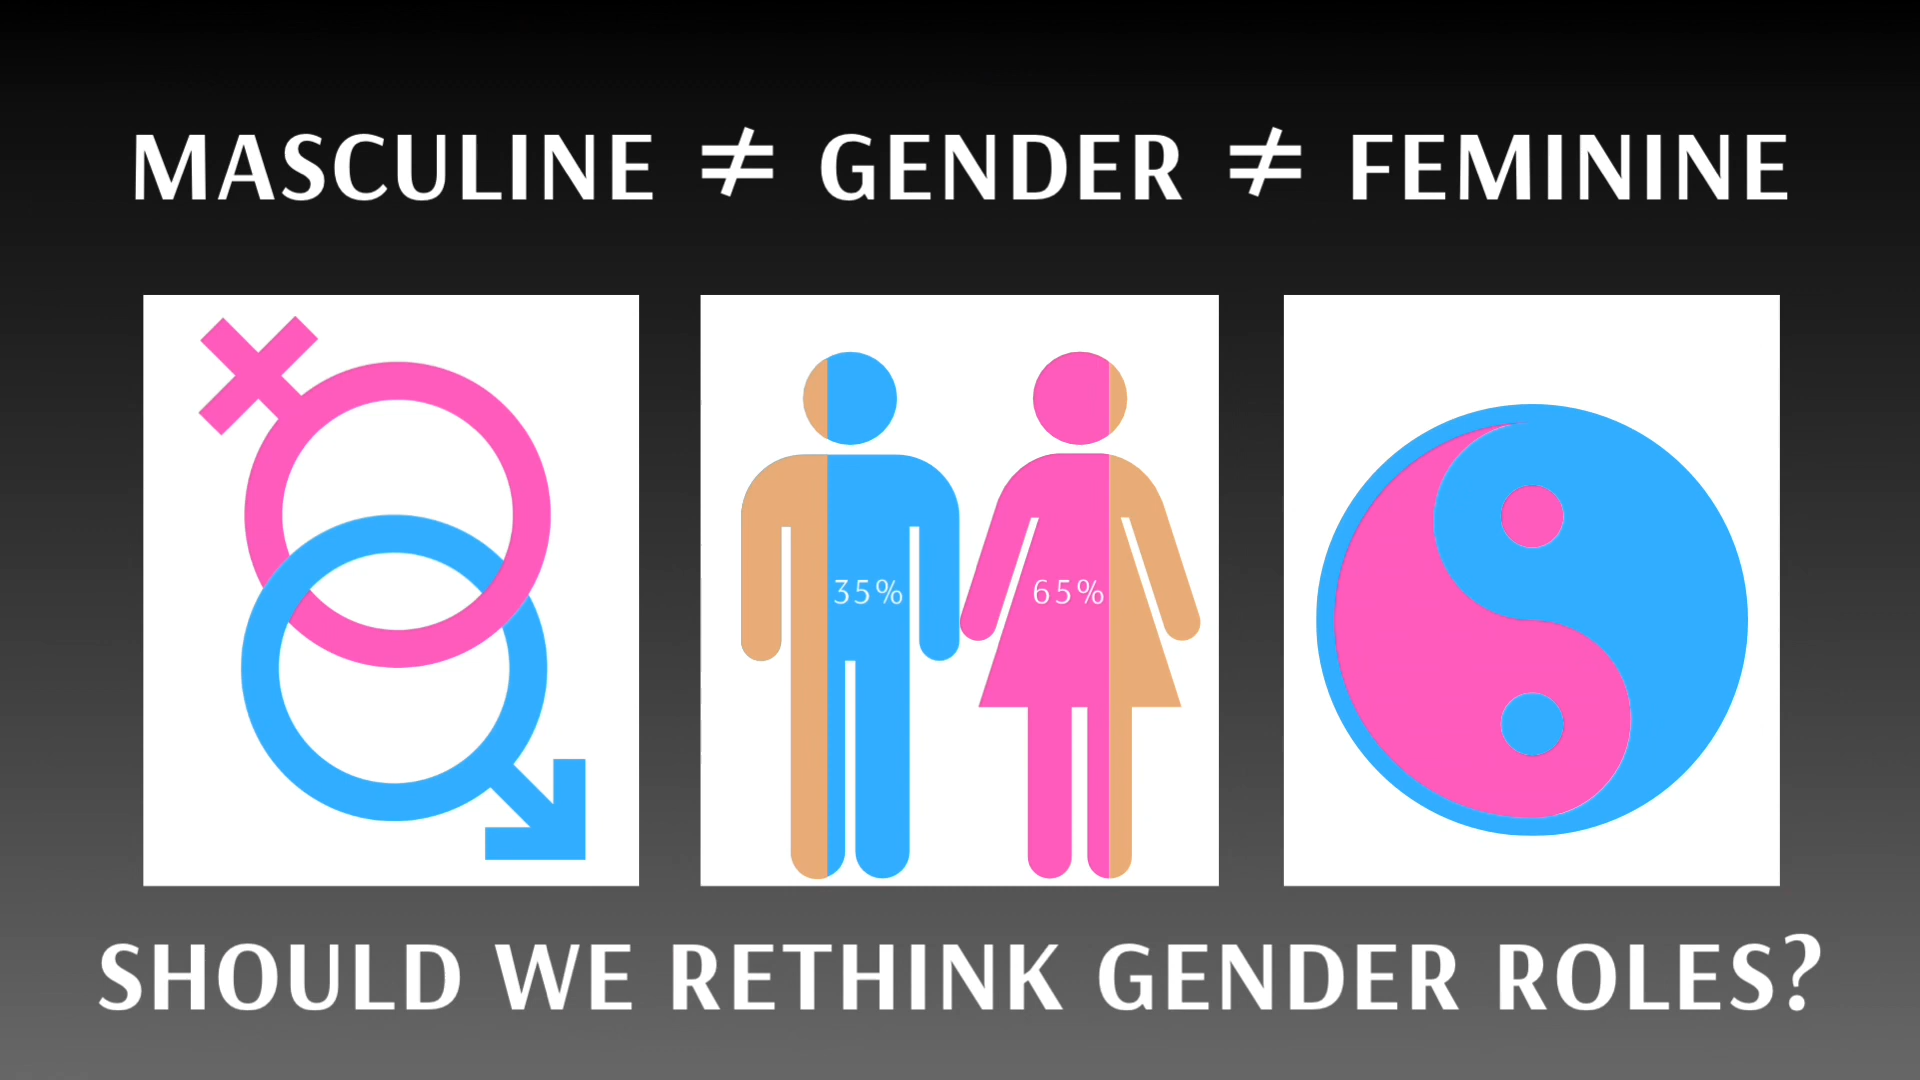 MASCULINE ≠ GENDER ≠ FEMININE
35% 65%
SHOULD WE RETHINK GENDER ROLES?